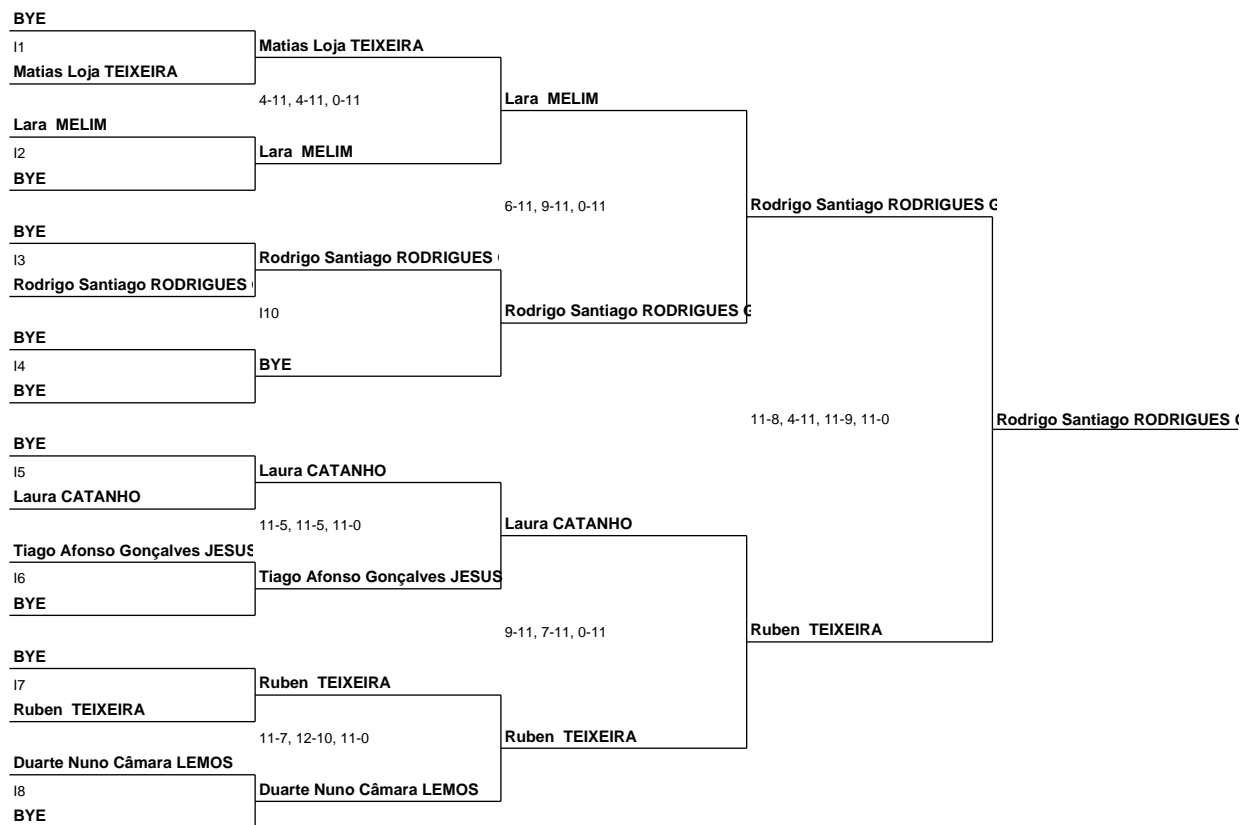 BYE
I1
Matias Loja TEIXEIRA
Matias Loja TEIXEIRA
4-11, 4-11, 0-11
Lara MELIM
Lara MELIM
I2
BYE
Lara MELIM
6-11, 9-11, 0-11
Rodrigo Santiago RODRIGUES G
BYE
I3
Rodrigo Santiago RODRIGUES
Rodrigo Santiago RODRIGUES
I10
Rodrigo Santiago RODRIGUES G
BYE
I4
BYE
BYE
11-8, 4-11, 11-9, 11-0
Rodrigo Santiago RODRIGUES G
BYE
I5
Laura CATANHO
Laura CATANHO
11-5, 11-5, 11-0
Laura CATANHO
Tiago Afonso Gonçalves JESUS
I6
BYE
Tiago Afonso Gonçalves JESUS
9-11, 7-11, 0-11
Ruben TEIXEIRA
BYE
I7
Ruben TEIXEIRA
Ruben TEIXEIRA
11-7, 12-10, 11-0
Ruben TEIXEIRA
Duarte Nuno Câmara LEMOS
I8
BYE
Duarte Nuno Câmara LEMOS